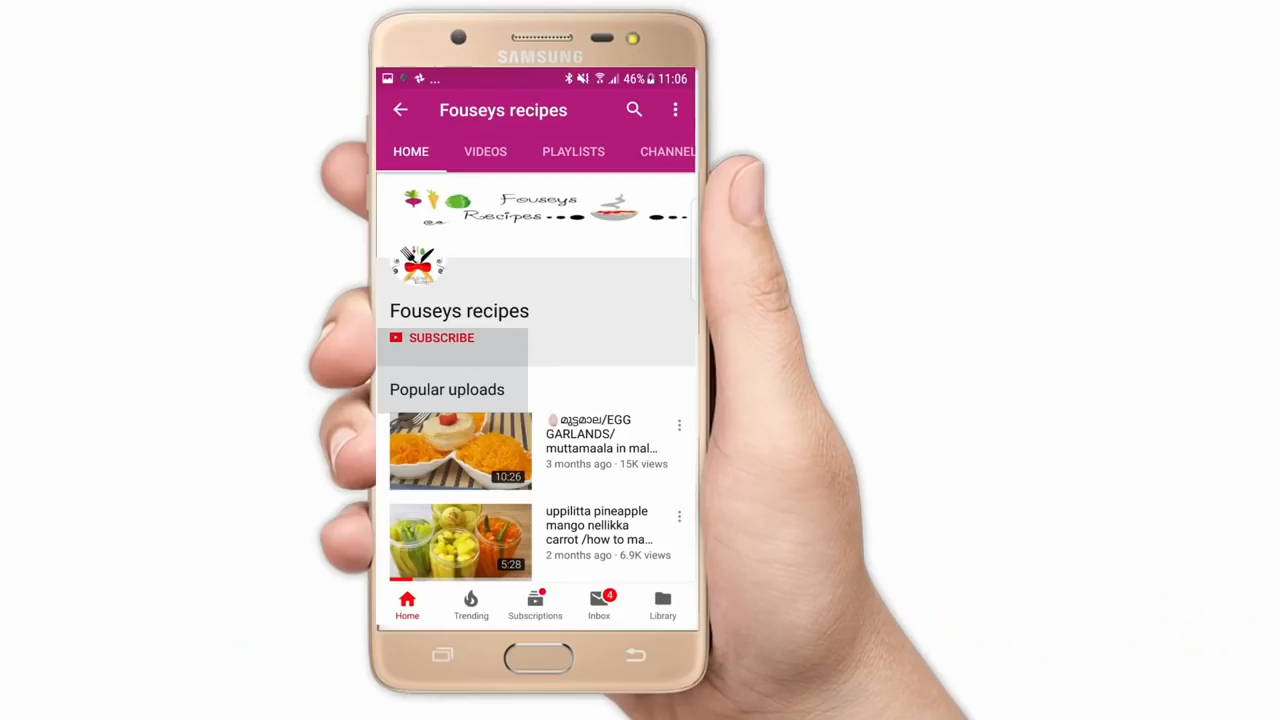 SAMSUNG
... 46% 11:06
Fouseys recipes
HOME VIDEOS PLAYLISTS CHANNEL
Fouseys
Recipes
Fouseys recipes
SUBSCRIBE
Popular uploads
മുട്ടമാല/EGG
GARLANDS/
muttamaala in mal...
3 months ago · 15K views
10:26
uppilitta pineapple
mango nellikka
carrot /how to ma...
2 months ago · 6.9K views
5:28
4
Home Trending Subscriptions Inbox Library